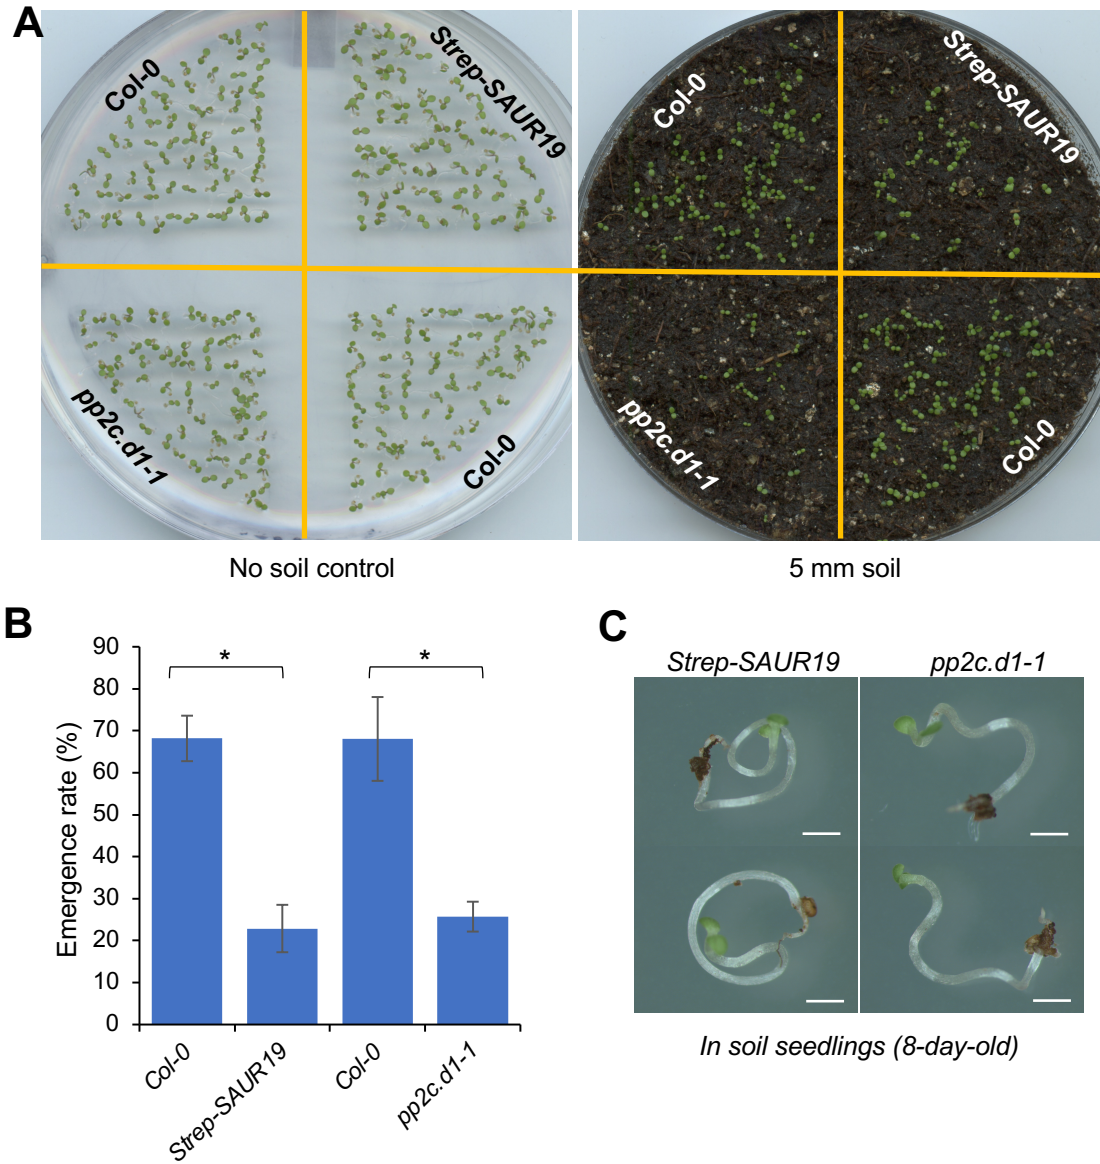 A
Col-0
Strep-SAUR19
pp2c.d1-1
Col-0
Col-0
Strep-SAUR19
pp2c.d1-1
Col-0
No soil control
5 mm soil
B
Emergence rate (%)
90
80
70
60
50
40
30
20
10
0
*
*
Col-0
Strep-SAUR19
Col-0
pp2c.d1-1
C
Strep-SAUR19
pp2c.d1-1
In soil seedlings (8-day-old)